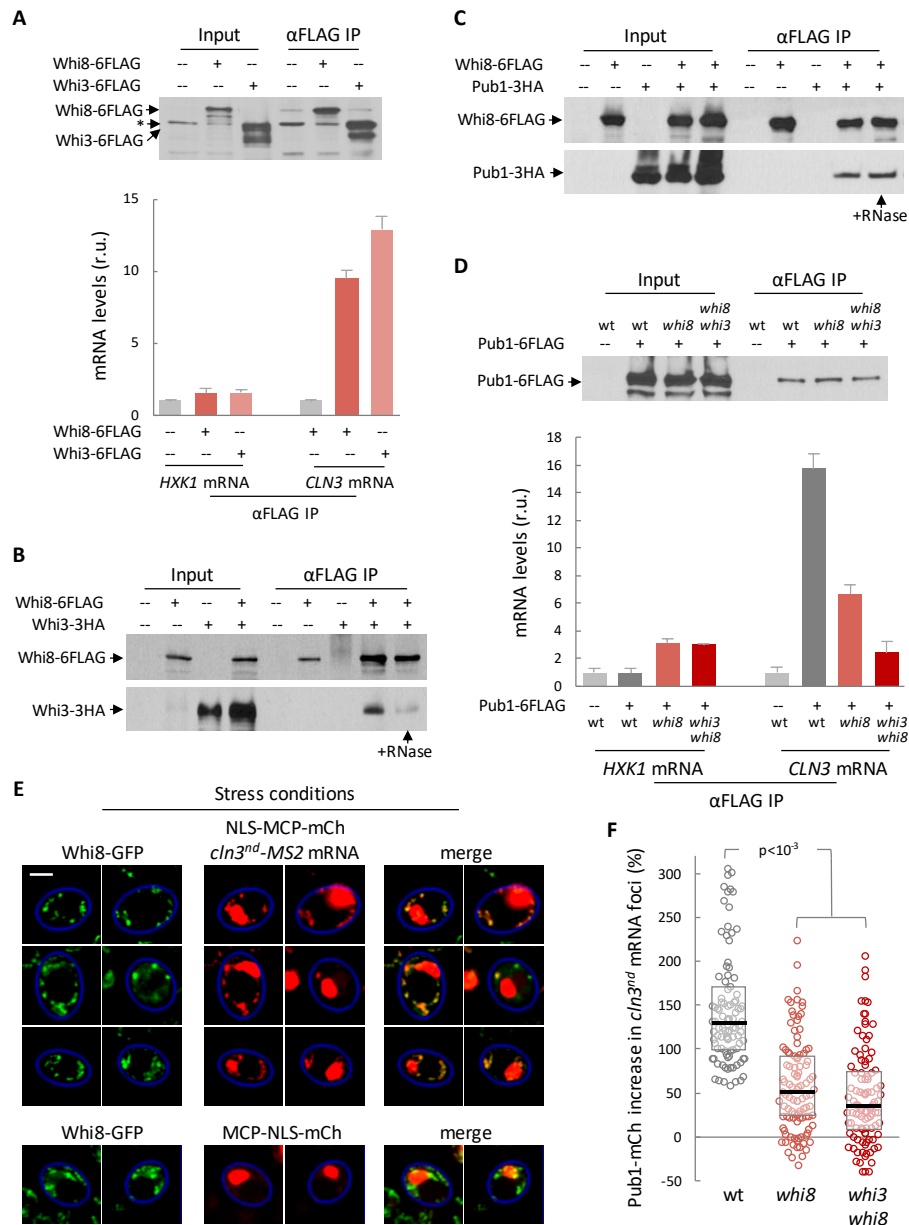 A
Input αFLAG IP
Whi8-6FLAG -- + -- -- + --
Whi3-6FLAG -- -- + -- -- +
Whi8-6FLAG
*
Whi3-6FLAG
mRNA levels (r.u.)
15
10
5
0
Whi8-6FLAG -- + -- + + --
Whi3-6FLAG -- -- + -- -- +
HXK1 mRNA CLN3 mRNA
αFLAG IP
B
Input αFLAG IP
Whi8-6FLAG -- + -- + -- + -- + +
Whi3-3HA -- -- + + -- -- + + +
Whi8-6FLAG
Whi3-3HA
+RNase
C
Input αFLAG IP
Whi8-6FLAG -- + -- + + -- + -- + +
Pub1-3HA -- -- + + + -- -- + + +
Whi8-6FLAG
Pub1-3HA
+RNase
D
Input αFLAG IP
wt wt whi8 whi8 whi3 wt wt whi8 whi8 whi3
Pub1-6FLAG -- + + + -- + + +
Pub1-6FLAG
mRNA levels (r.u.)
18
16
14
12
10
8
6
4
2
0
Pub1-6FLAG -- + + + -- + + +
wt wt whi8 whi3 whi8 wt wt whi8 whi3 whi8
HXK1 mRNA CLN3 mRNA
αFLAG IP
E
Stress conditions
NLS-MCP-mCh
Whi8-GFP cln3nd-MS2 mRNA merge
Whi8-GFP MCP-NLS-mCh merge
F
Pub1-mCh increase in cln3nd mRNA foci (%)
p<10-3
300
250
200
150
100
50
0
-50
wt whi8 whi3
whi8